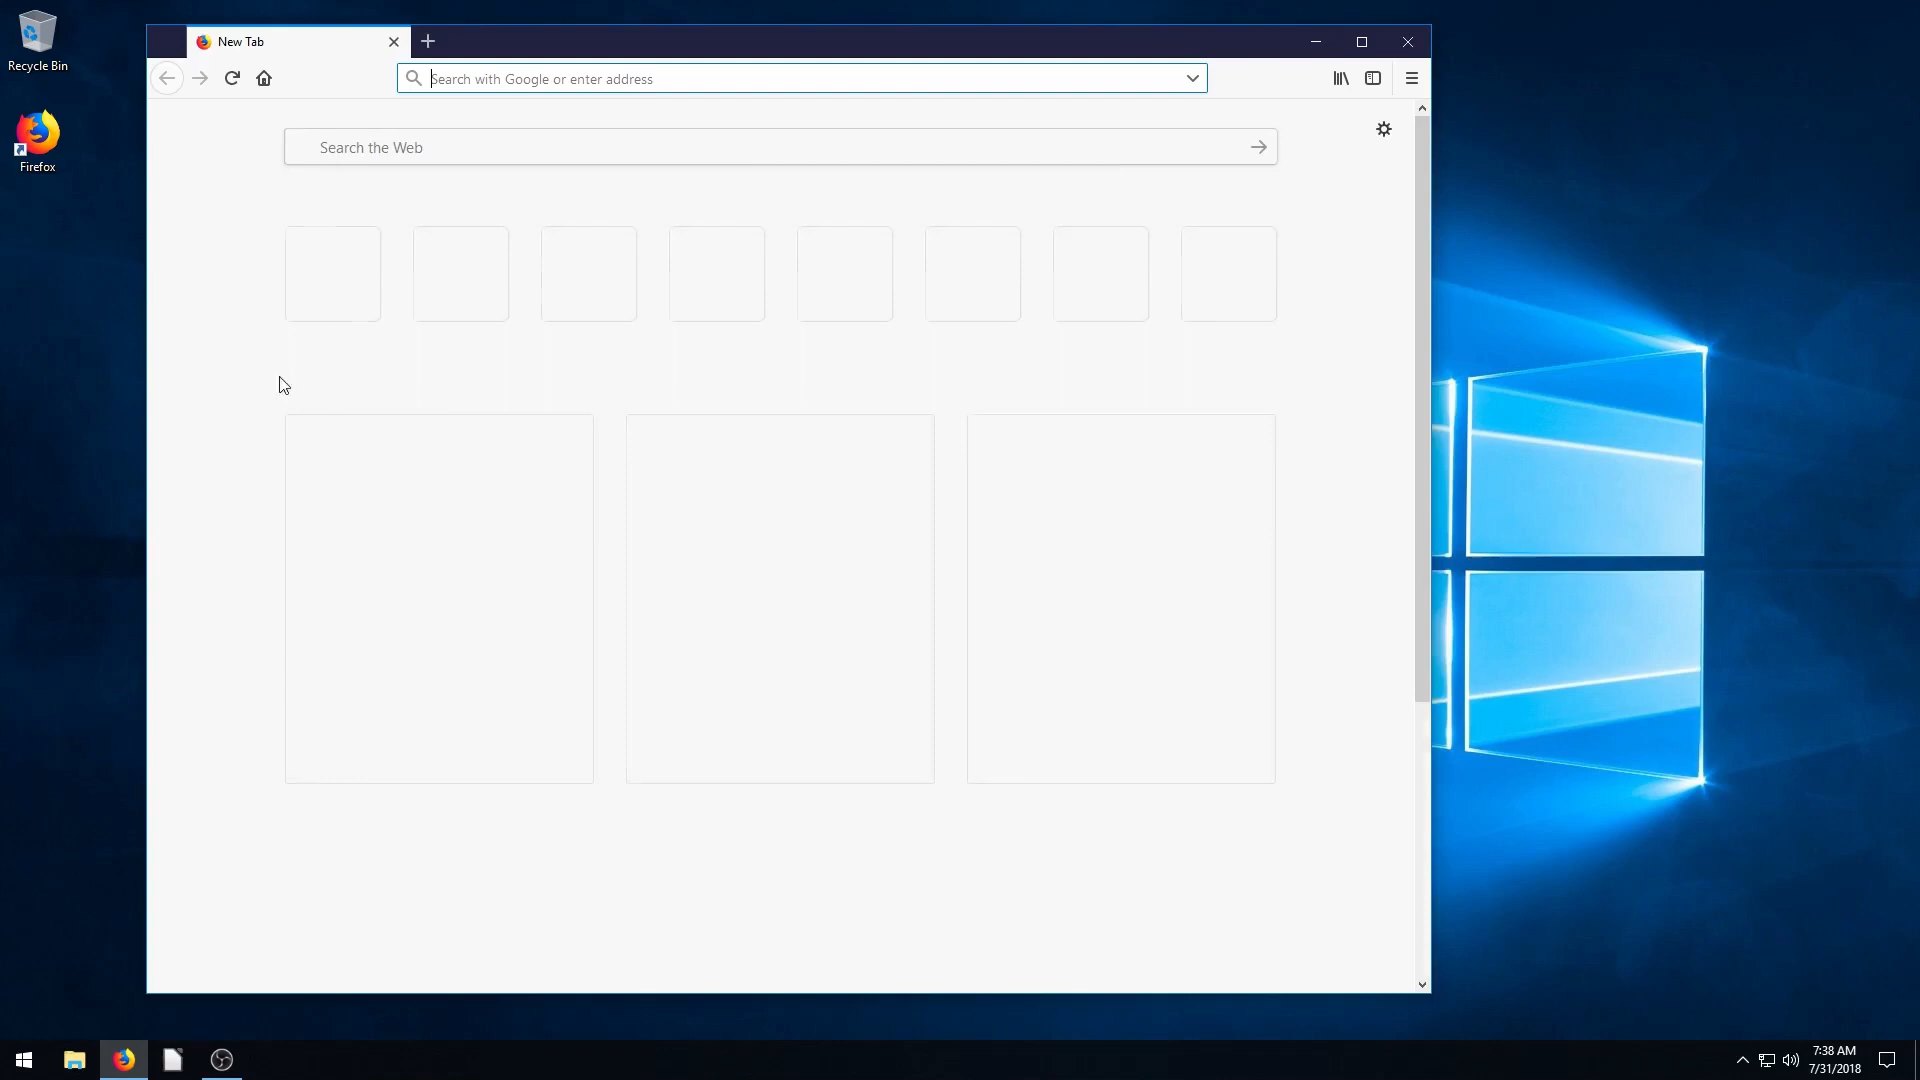 Recycle Bin
Firefox
New Tab
Search with Google or enter address
Search the Web
7:38 AM
7/31/2018